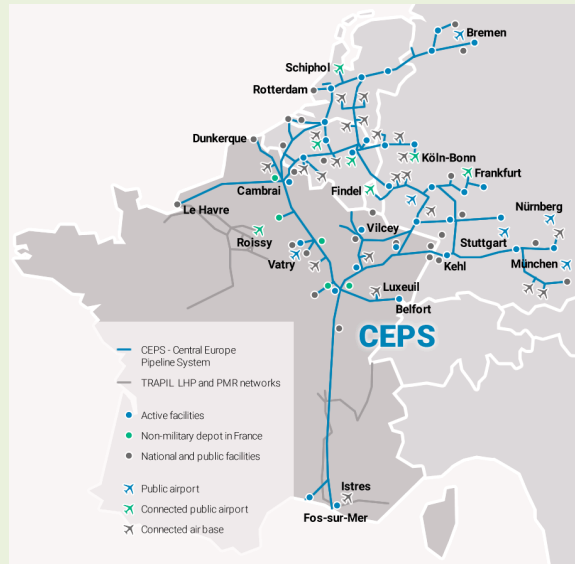 Bremen
Schiphol
Rotterdam
Dunkerque
Köln-Bonn
Cambrai
Findel
Frankfurt
Le Havre
Nürnberg
Roissy
Vilcey
Stuttgart
Vatry
Kehl
München
Luxeuil
Belfort
CEPS
CEPS - Central Europe
Pipeline System
TRAPIL LHP and PMR networks
Active facilities
Non-military depot in France
National and public facilities
Public airport
Connected public airport
Connected air base
Istres
Fos-sur-Mer